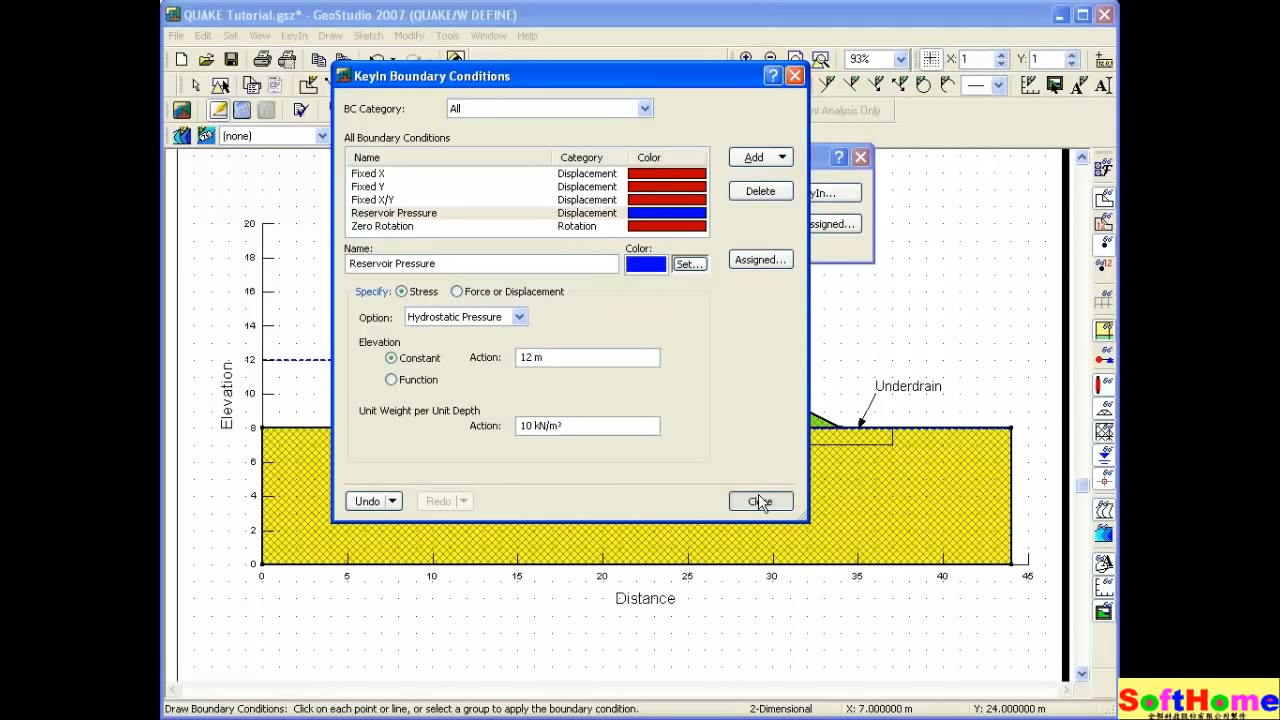 QUAKE Tutorial.gsz* - GeoStudio 2007 (QUAKE/W DEFINE)
File Edit Set View KeyIn Draw Sketch Modify Tools Window Help
93% X: 1 Y: 1
KeyIn Boundary Conditions
BC Category: All
nt Analysis Only
(none)
All Boundary Conditions
Name Category Color
Add
Fixed X Displacement
Fixed Y Displacement
Delete
yIn...
Fixed X/Y Displacement
Reservoir Pressure Displacement
Zero Rotation Rotation
ssigned...
Name: Color:
Reservoir Pressure Set... Assigned...
Specify: Stress Force or Displacement
Option: Hydrostatic Pressure
Elevation
Constant Action: 12 m
Function
Unit Weight per Unit Depth
Action: 10 kN/m³
Undo Redo
Underdrain
20
18
16
14
12
10
8
6
4
2
0
Elevation
0 5 10 15 20 25 30 35 40 45
Distance
Draw Boundary Conditions: Click on each point or line, or select a group to apply the boundary condition. 2-Dimensional X: 7.000000 m Y: 24.000000 m
SoftHome